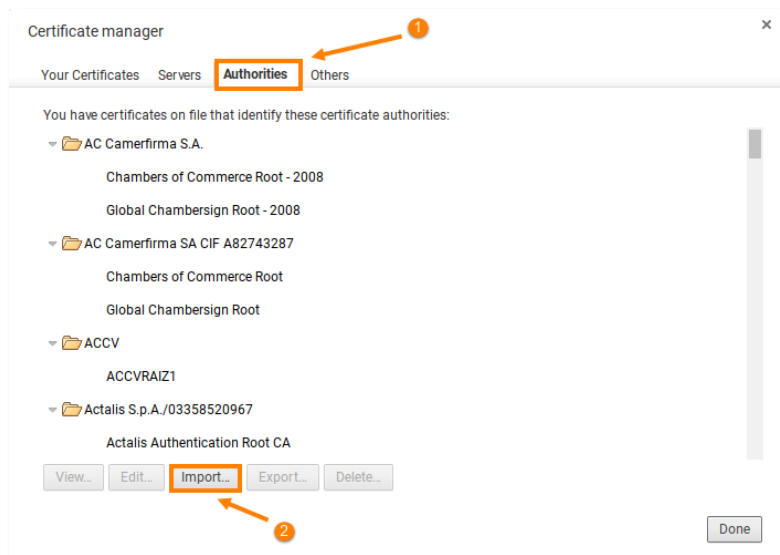 Certificate manager
1
×
Your Certificates Servers Authorities Others
You have certificates on file that identify these certificate authorities:
AC Camerfirma S.A.
Chambers of Commerce Root - 2008
Global Chambersign Root - 2008
AC Camerfirma SA CIF A82743287
Chambers of Commerce Root
Global Chambersign Root
ACCV
ACCVRAIZ1
Actalis S.p.A./03358520967
Actalis Authentication Root CA
View... Edit... Import... Export... Delete...
2
Done